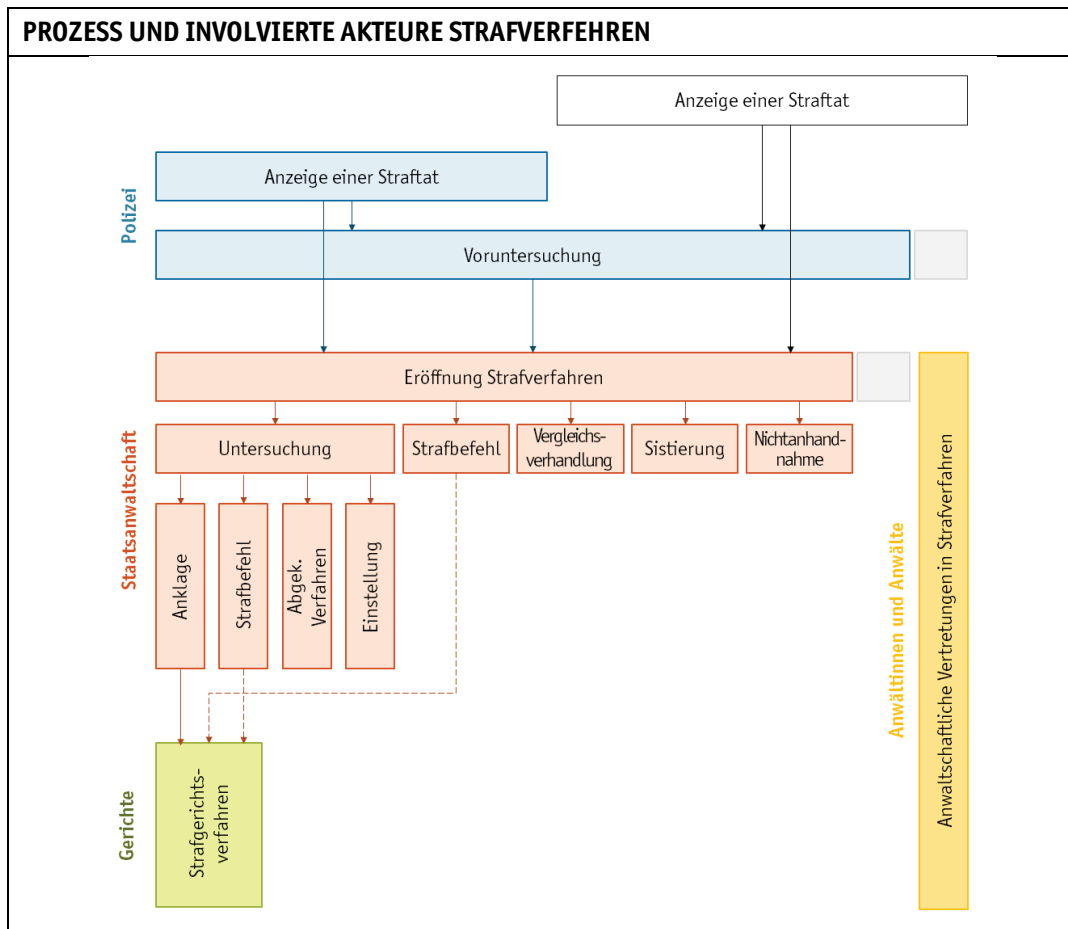 PROZESS UND INVOLVIERTE AKTEURE STRAFVERFEHREN
Anzeige einer Straftat
Polizei
Anzeige einer Straftat
Voruntersuchung
Staatsanwaltschaft
Eröffnung Strafverfahren
Untersuchung
Strafbefehl
Vergleichs-
verhandlung
Sistierung
Nichtanhand-
nahme
Anklage
Strafbefehl
Abgek.
Verfahren
Einstellung
Anwältinnen und Anwälte
Anwaltschaftliche Vertretungen in Strafverfahren
Gerichte
Strafgerichts-
verfahren